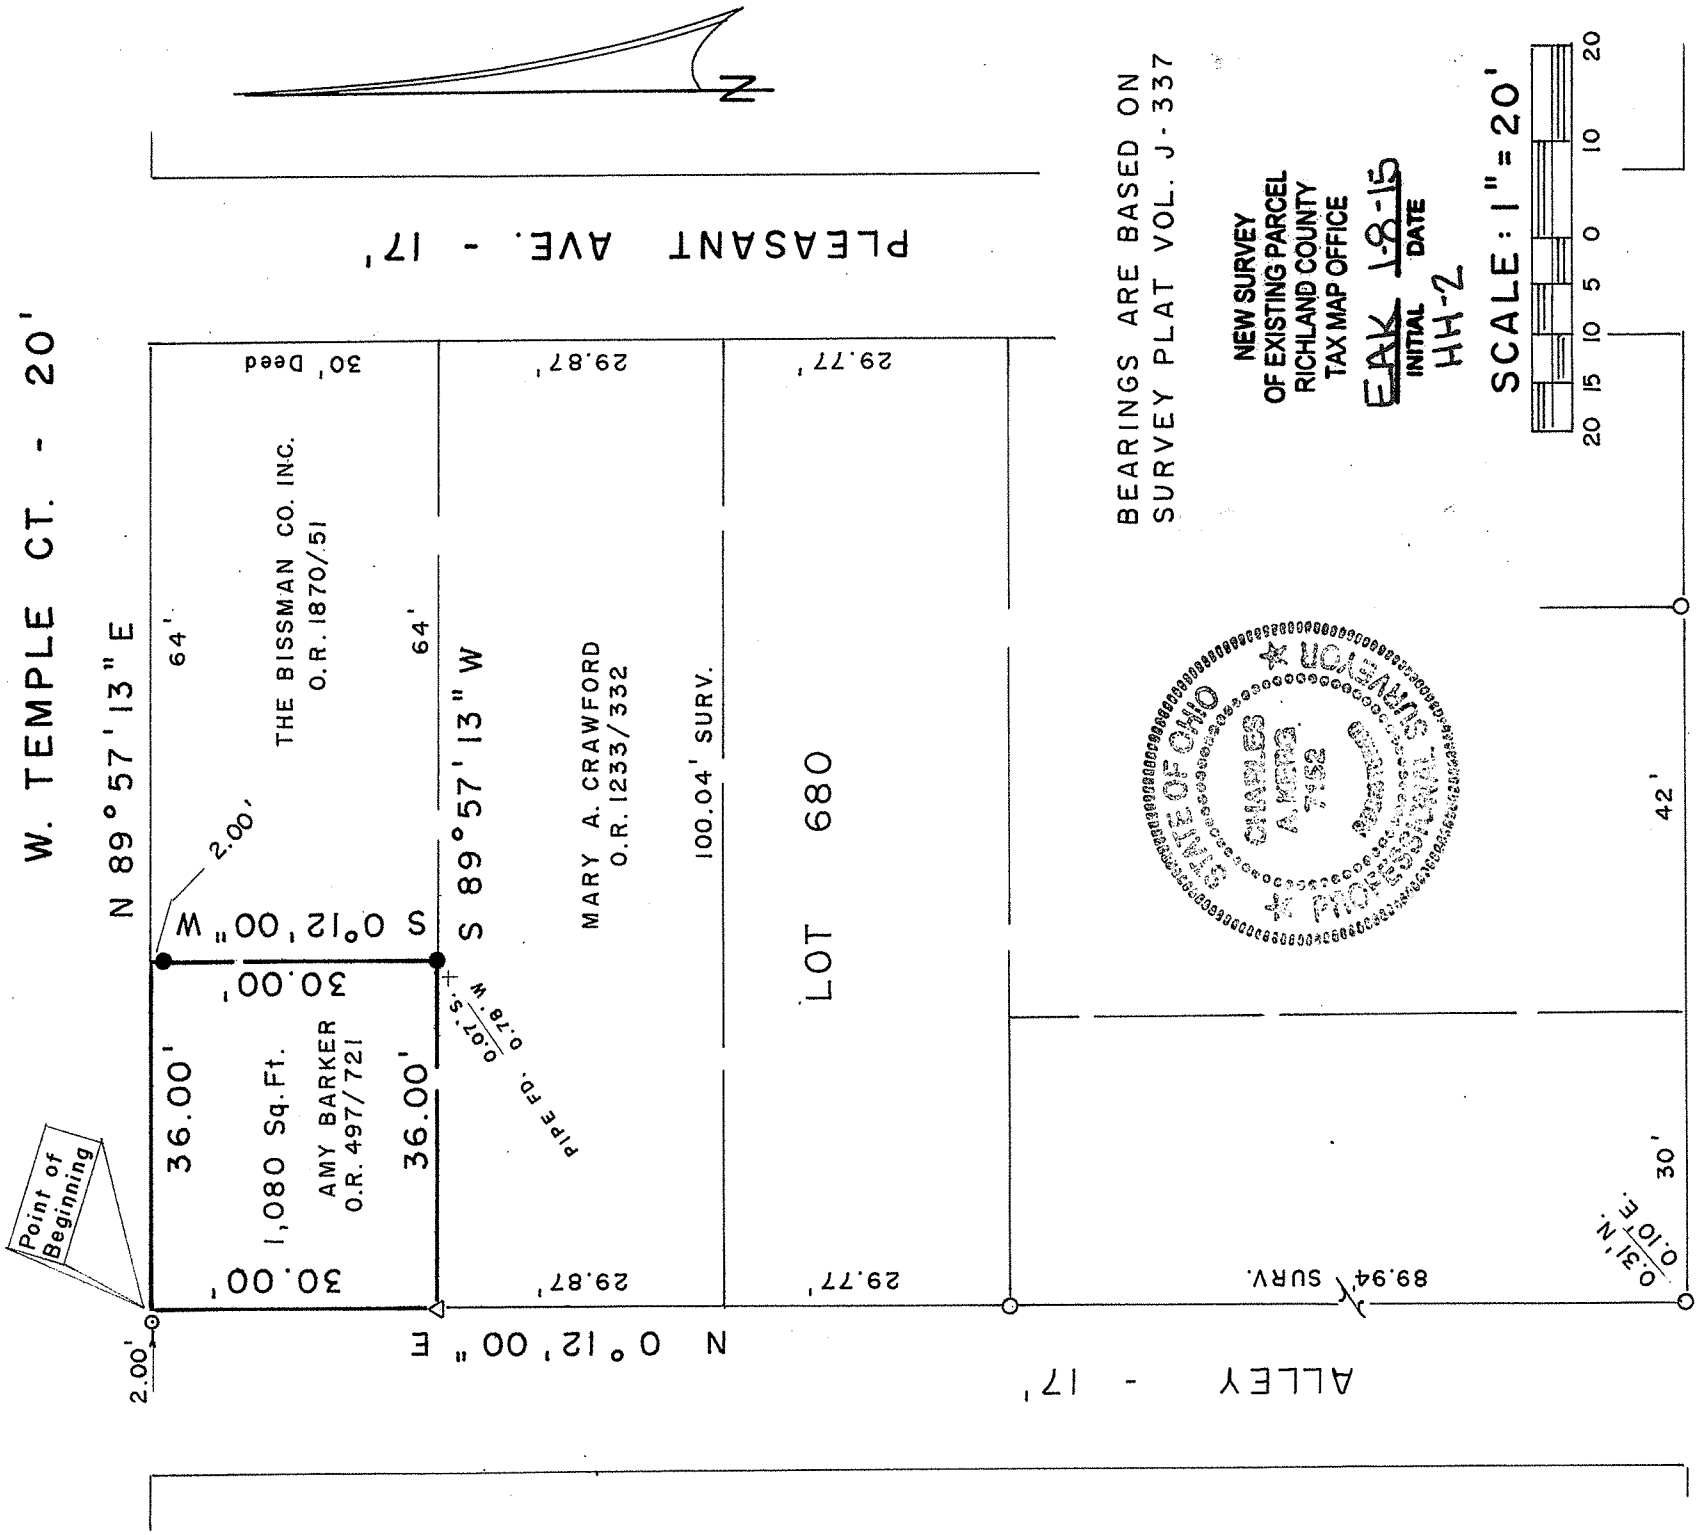 W. TEMPLE CT. - 20'
N 89°57'13" E
Point of
Beginning
2.00'
2.00'
36.00'
64'
30.00'
1,080 Sq.Ft.
AMY BARKER
O.R. 497/721
36.00'
30.00'
S 0°12'00" W
THE BISSMAN CO. INC.
O.R. 1870/51
64'
30' Deed
S 89°57'13" W
PIPE FD.
0.07' S.
0.78' W
N 0°12'00" E
29.87'
MARY A. CRAWFORD
O.R. 1233/332
29.87'
100.04' SURV.
29.77'
LOT 680
29.77'
PLEASANT AVE. - 17'
N
ALLEY - 17'
89.94' SURV.
0.31' N.
0.10' E.
30'
42'
STATE OF OHIO
CHARLES
A.
7152
REGISTERED
PROFESSIONAL SURVEYOR
BEARINGS ARE BASED ON
SURVEY PLAT VOL. J-337
NEW SURVEY
OF EXISTING PARCEL
RICHLAND COUNTY
TAX MAP OFFICE
EAK 1-8-15
INITIAL DATE
HH-2
SCALE: 1"=20'
20 15 10 5 0 10 20